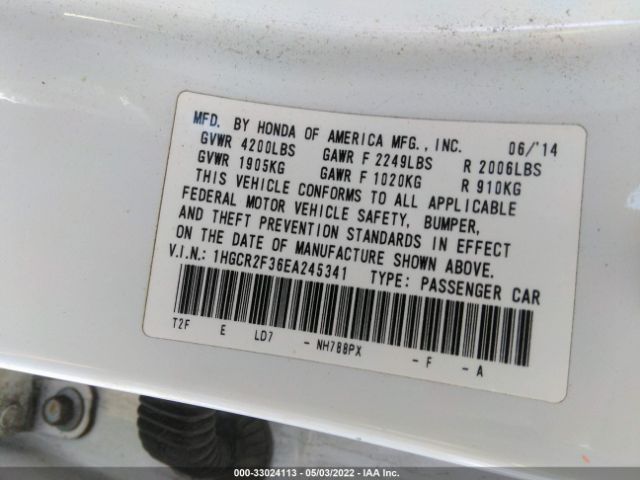 MFD. BY HONDA OF AMERICA MFG., INC. 06/'14
GVWR 4200LBS GAWR F 2249LBS R 2006LBS
GVWR 1905KG GAWR F 1020KG R 910KG
THIS VEHICLE CONFORMS TO ALL APPLICABLE
FEDERAL MOTOR VEHICLE SAFETY, BUMPER,
AND THEFT PREVENTION STANDARDS IN EFFECT
ON THE DATE OF MANUFACTURE SHOWN ABOVE.
V.I.N.: 1HGCR2F36EA245341 TYPE: PASSENGER CAR
T2F E LD7 - NH788PX - F - A
000-33024113 - 05/03/2022 - IAA Inc.